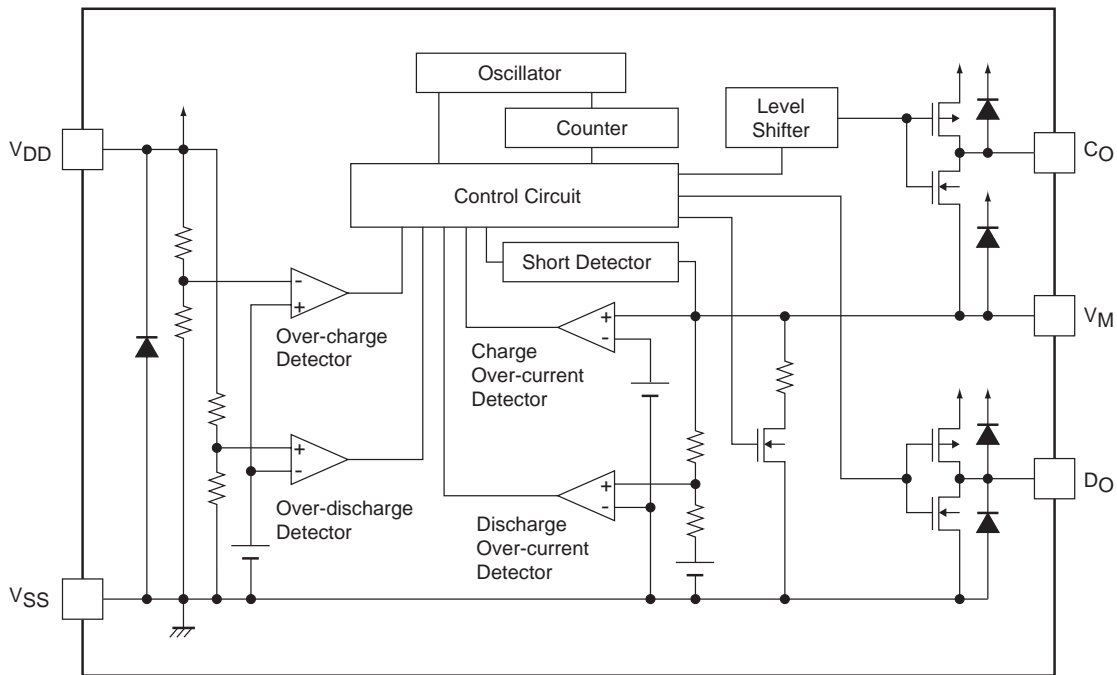 Oscillator
Counter
Level
Shifter
VDD
CO
Control Circuit
Short Detector
-
+
Over-charge
Detector
+
-
Charge
Over-current
Detector
VM
+
-
Over-discharge
Detector
+
-
Discharge
Over-current
Detector
DO
VSS